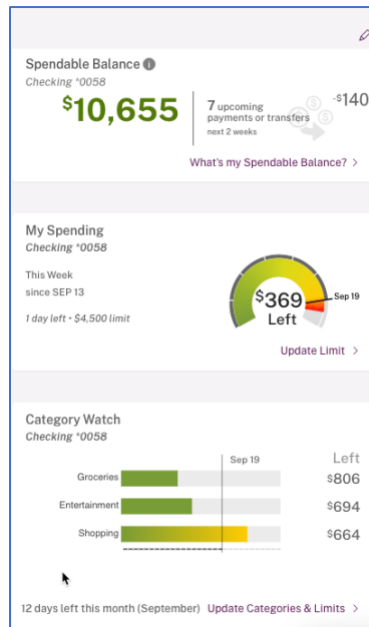 Spendable Balance
Checking *0058
$10,655
7 upcoming
payments or transfers
next 2 weeks
-$140
What's my Spendable Balance? >
My Spending
Checking *0058
This Week
since SEP 13
1 day left • $4,500 limit
$369
Left
Sep 19
Update Limit >
Category Watch
Checking *0058
Sep 19 Left
Groceries $806
Entertainment $694
Shopping $664
12 days left this month (September) Update Categories & Limits >